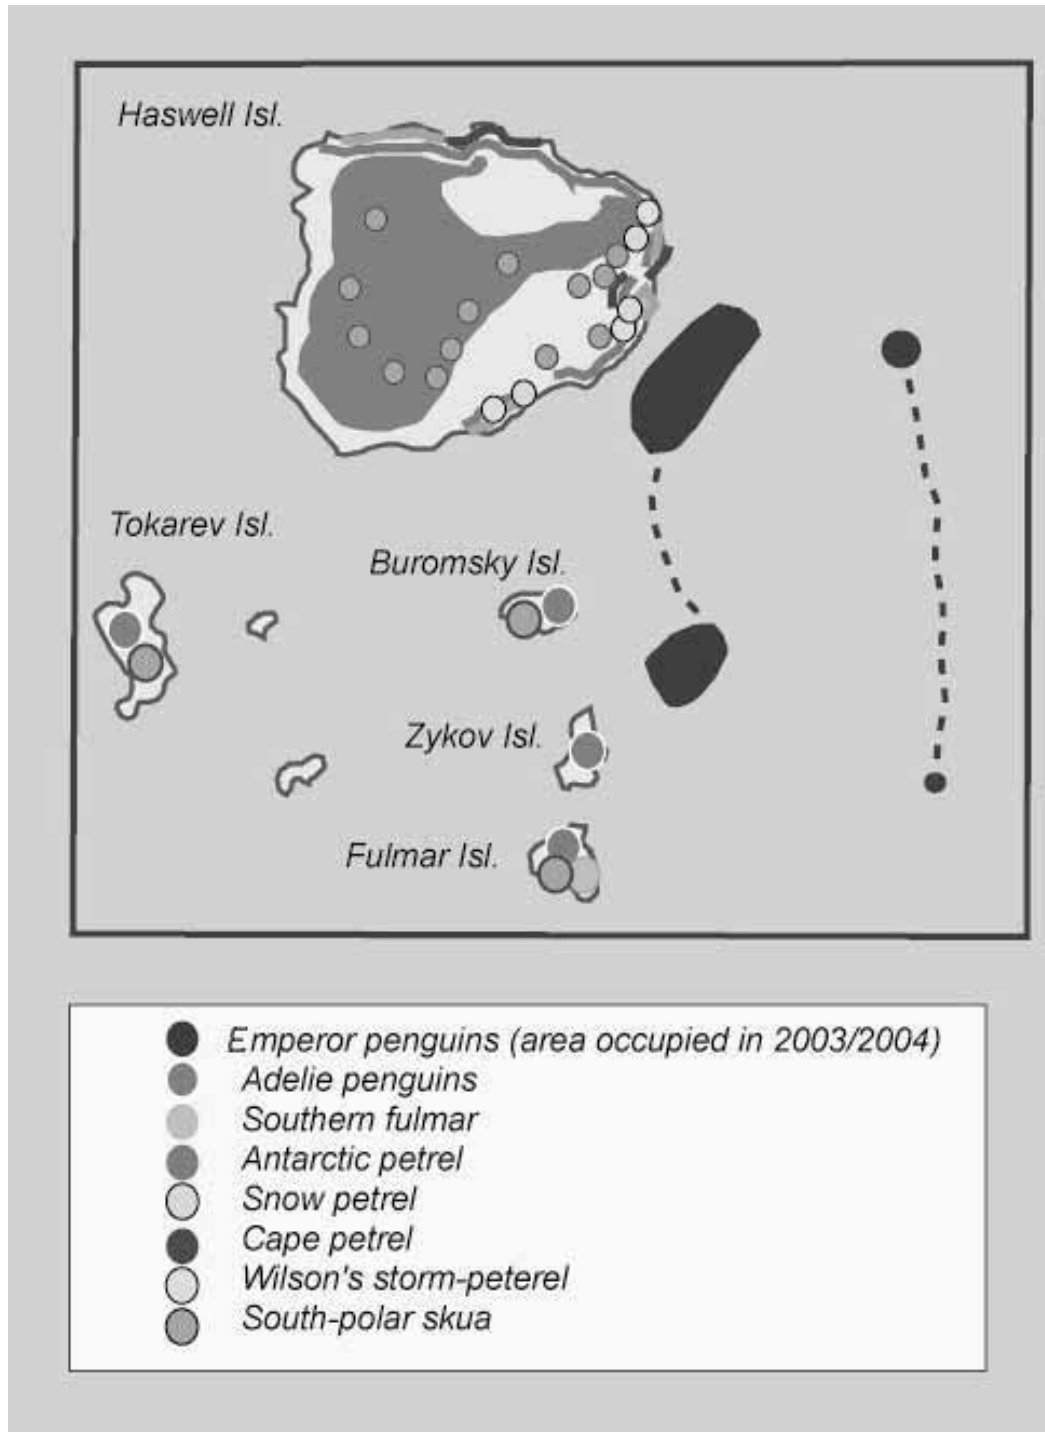 Haswell Isl.
Tokarev Isl.
Buromsky Isl.
Zykov Isl.
Fulmar Isl.
Emperor penguins (area occupied in 2003/2004)
Adelie penguins
Southern fulmar
Antarctic petrel
Snow petrel
Cape petrel
Wilson's storm-peterel
South-polar skua